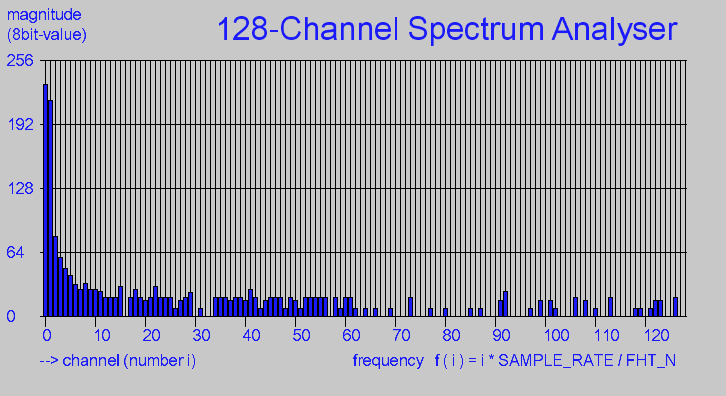 magnitude
(8bit-value)
128-Channel Spectrum Analyser
256
192
128
64
0
0 10 20 30 40 50 60 70 80 90 100 110 120
--> channel (number i)
frequency f ( i ) = i * SAMPLE_RATE / FHT_N